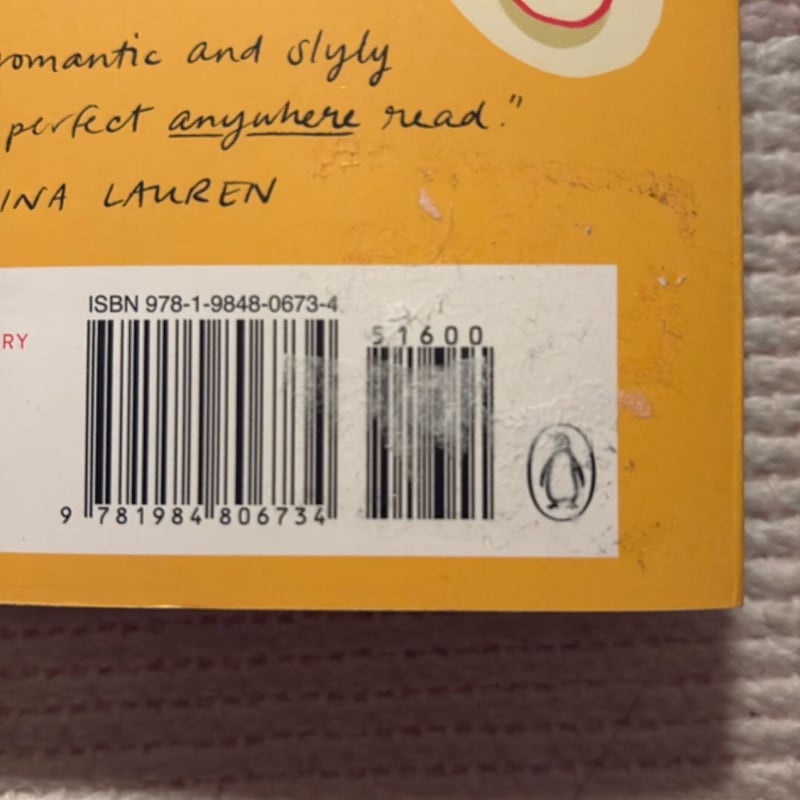 romantic and slyly
perfect anywhere read."
INA LAUREN
ISBN 978-1-9848-0673-4
RY
51600
9 781984 806734